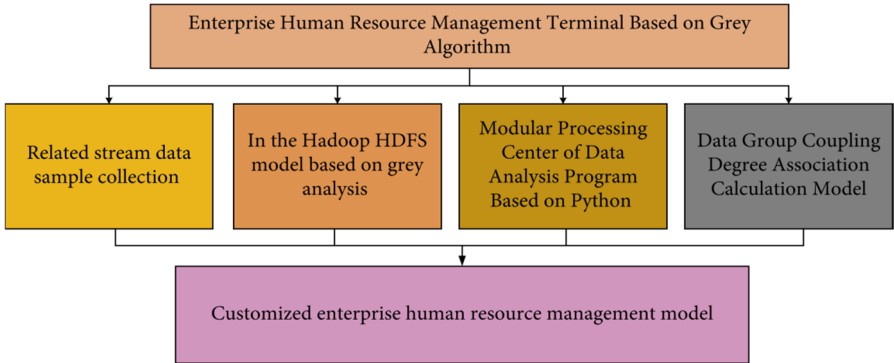 Enterprise Human Resource Management Terminal Based on Grey
Algorithm
Related stream data
sample collection
In the Hadoop HDFS
model based on grey
analysis
Modular Processing
Center of Data
Analysis Program
Based on Python
Data Group Coupling
Degree Association
Calculation Model
Customized enterprise human resource management model